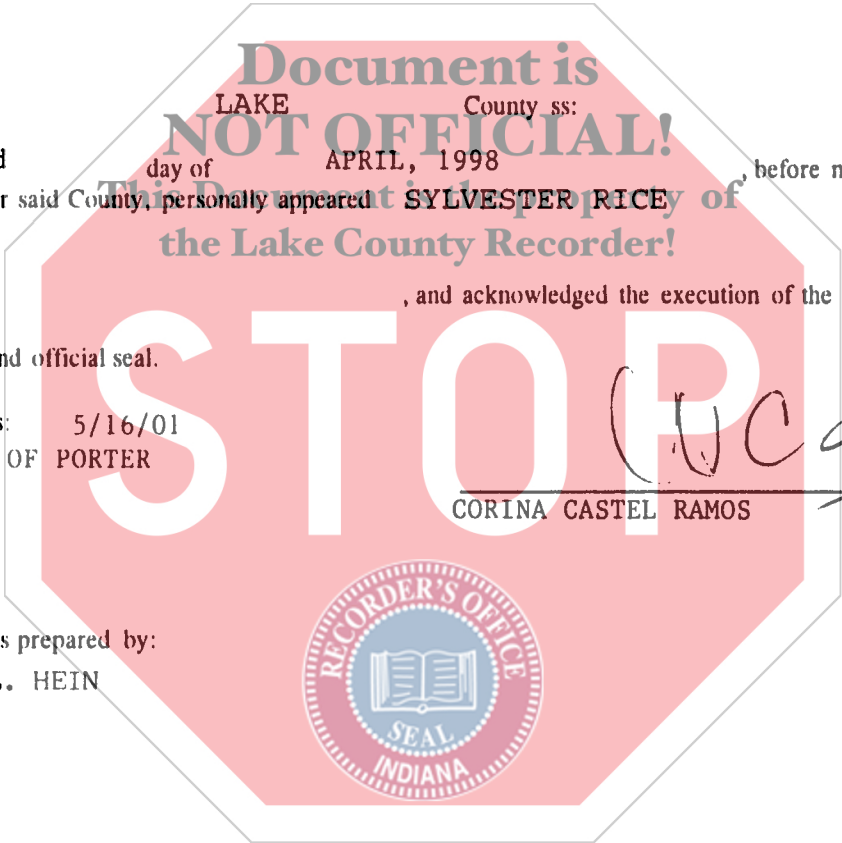 Document is
LAKE County ss:
NOT OFFICIAL!
d day of APRIL, 1998 , before n
r said County, personally appeared SYLVESTER RICE
This Document is the property of
the Lake County Recorder!
, and acknowledged the execution of the
nd official seal.
STOP
s: 5/16/01
OF PORTER
CORINA CASTEL RAMOS
RECORDER'S OFFICE
s prepared by:
. HEIN
SEAL
INDIANA